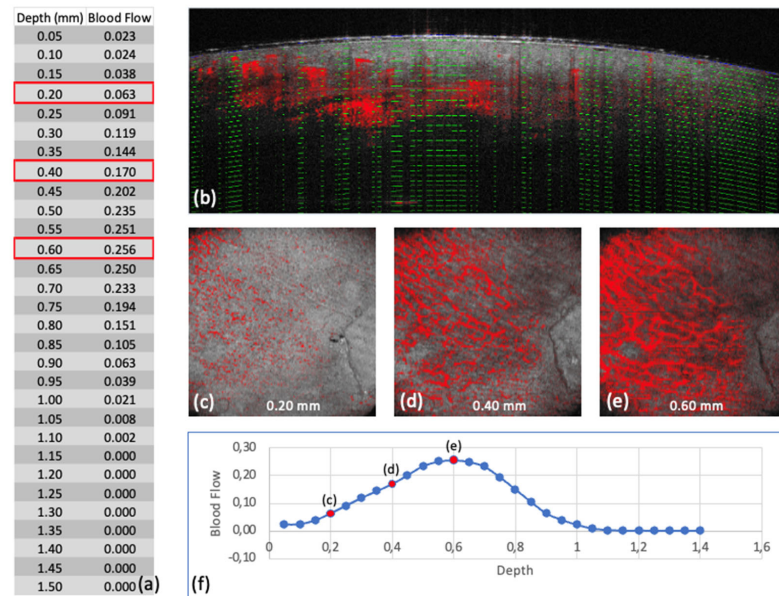 Depth (mm) Blood Flow
0.05 0.023
0.10 0.024
0.15 0.038
0.20 0.063
0.25 0.091
0.30 0.119
0.35 0.144
0.40 0.170
0.45 0.202
0.50 0.235
0.55 0.251
0.60 0.256
0.65 0.250
0.70 0.233
0.75 0.194
0.80 0.151
0.85 0.105
0.90 0.063
0.95 0.039
1.00 0.021
1.05 0.008
1.10 0.002
1.15 0.000
1.20 0.000
1.25 0.000
1.30 0.000
1.35 0.000
1.40 0.000
1.45 0.000
1.50 0.000
(a)
(b)
(c) 0.20 mm
(d) 0.40 mm
(e) 0.60 mm
0,30
0,20
0,10
0,00
-0,10
Blood Flow
(c)
(d)
(e)
0 0,2 0,4 0,6 0,8 1 1,2 1,4 1,6
Depth
(f)